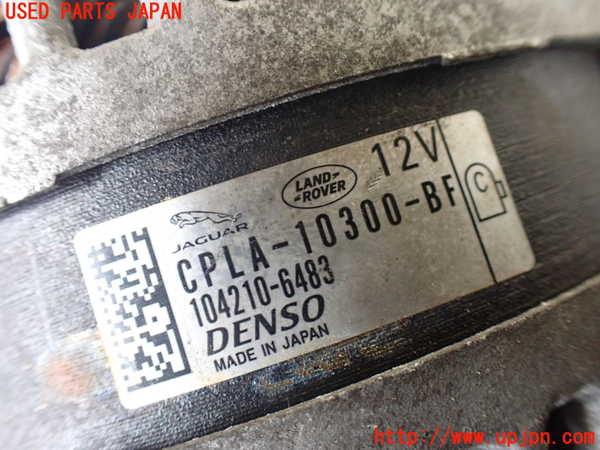 USED PARTS JAPAN
LAND-
ROVER
12V
C
JAGUAR
CPLA-10300-BF
104210-6483
DENSO
MADE IN JAPAN
http://www.upjpn.com/